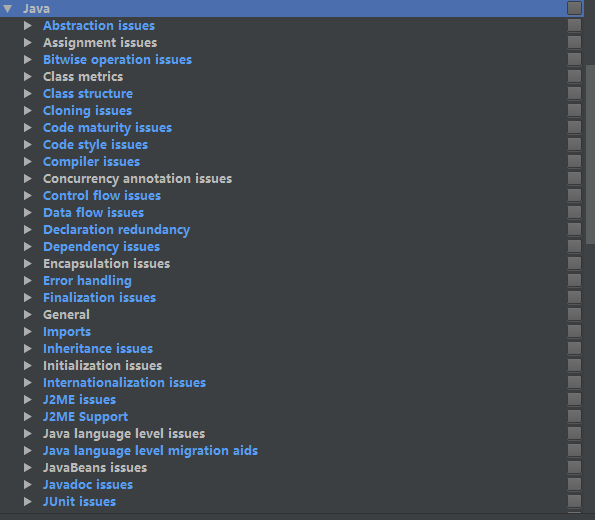 Java
Abstraction issues
Assignment issues
Bitwise operation issues
Class metrics
Class structure
Cloning issues
Code maturity issues
Code style issues
Compiler issues
Concurrency annotation issues
Control flow issues
Data flow issues
Declaration redundancy
Dependency issues
Encapsulation issues
Error handling
Finalization issues
General
Imports
Inheritance issues
Initialization issues
Internationalization issues
J2ME issues
J2ME Support
Java language level issues
Java language level migration aids
JavaBeans issues
Javadoc issues
JUnit issues